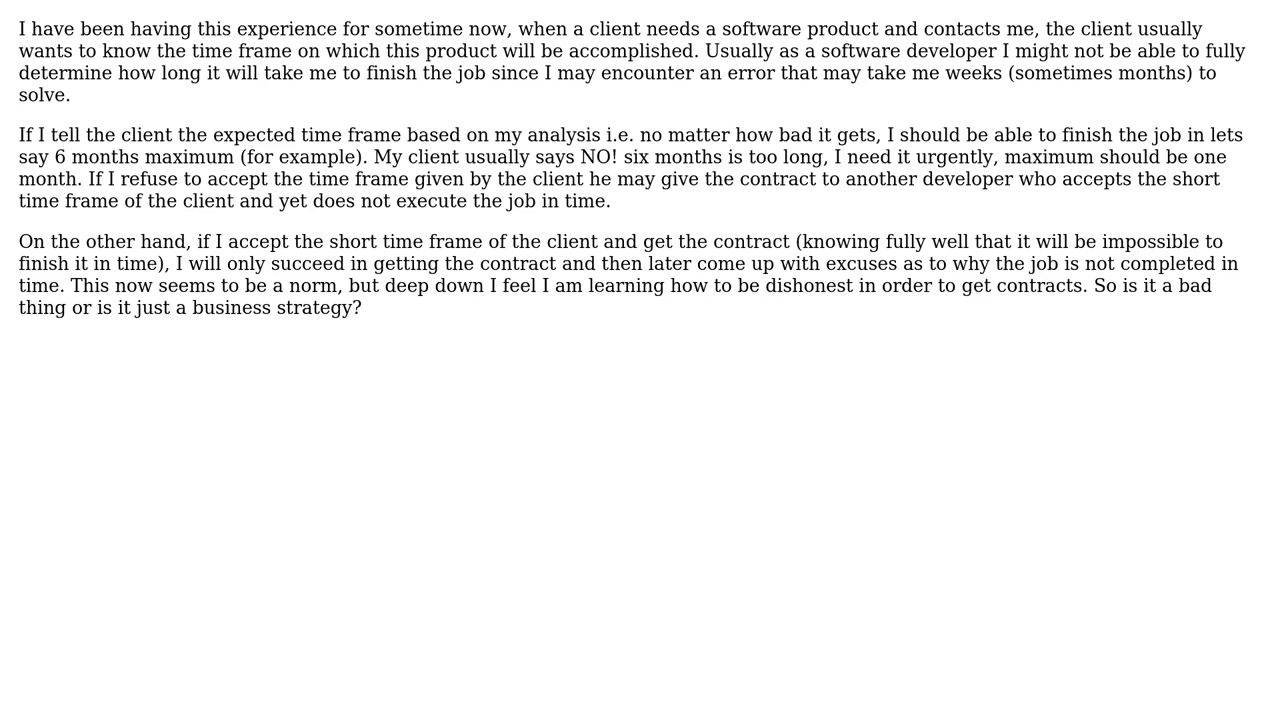 I have been having this experience for sometime now, when a client needs a software product and contacts me, the client usually
wants to know the time frame on which this product will be accomplished. Usually as a software developer I might not be able to fully
determine how long it will take me to finish the job since I may encounter an error that may take me weeks (sometimes months) to
solve.
If I tell the client the expected time frame based on my analysis i.e. no matter how bad it gets, I should be able to finish the job in lets
say 6 months maximum (for example). My client usually says NO! six months is too long, I need it urgently, maximum should be one
month. If I refuse to accept the time frame given by the client he may give the contract to another developer who accepts the short
time frame of the client and yet does not execute the job in time.
On the other hand, if I accept the short time frame of the client and get the contract (knowing fully well that it will be impossible to
finish it in time), I will only succeed in getting the contract and then later come up with excuses as to why the job is not completed in
time. This now seems to be a norm, but deep down I feel I am learning how to be dishonest in order to get contracts. So is it a bad
thing or is it just a business strategy?